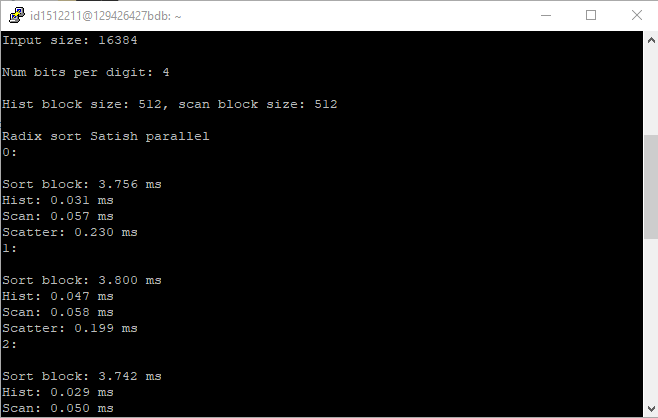 id1512211@129426427bdb: ~
Input size: 16384
Num bits per digit: 4
Hist block size: 512, scan block size: 512
Radix sort Satish parallel
0:
Sort block: 3.756 ms
Hist: 0.031 ms
Scan: 0.057 ms
Scatter: 0.230 ms
1:
Sort block: 3.800 ms
Hist: 0.047 ms
Scan: 0.058 ms
Scatter: 0.199 ms
2:
Sort block: 3.742 ms
Hist: 0.029 ms
Scan: 0.050 ms